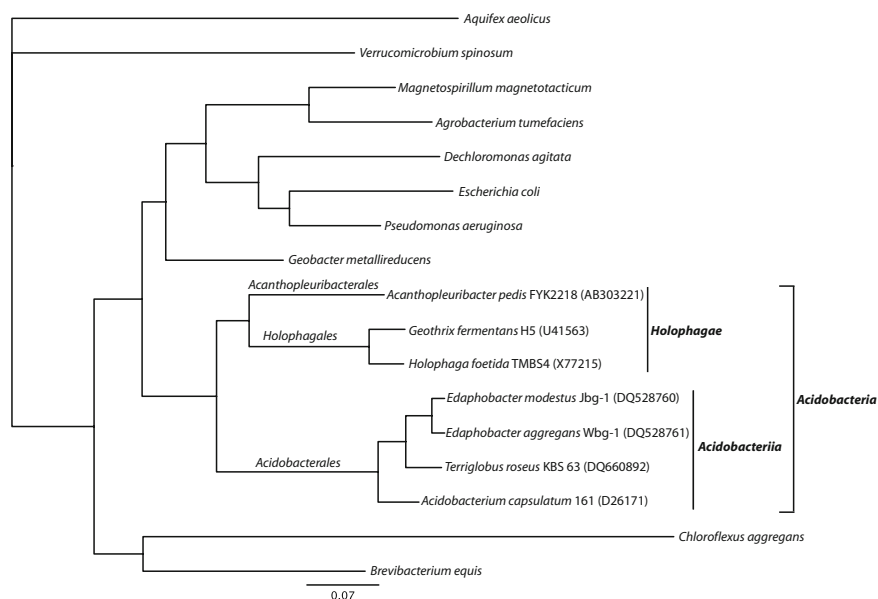 Aquifex aeolicus
Verrucomicrobium spinosum
Magnetospirillum magnetotacticum
Agrobacterium tumefaciens
Dechloromonas agitata
Escherichia coli
Pseudomonas aeruginosa
Geobacter metallireducens
Acanthopleuribacterales
Acanthopleuribacter pedis FYK2218 (AB303221)
Holophagales
Geothrix fermentans H5 (U41563)
Holophaga foetida TMBS4 (X77215)
Holophagae
Edaphobacter modestus Jbg-1 (DQ528760)
Edaphobacter aggregans Wbg-1 (DQ528761)
Acidobacterales
Terriglobus roseus KBS 63 (DQ660892)
Acidobacterium capsulatum 161 (D26171)
Acidobacteriia
Acidobacteria
Chloroflexus aggregans
Brevibacterium equis
0.07